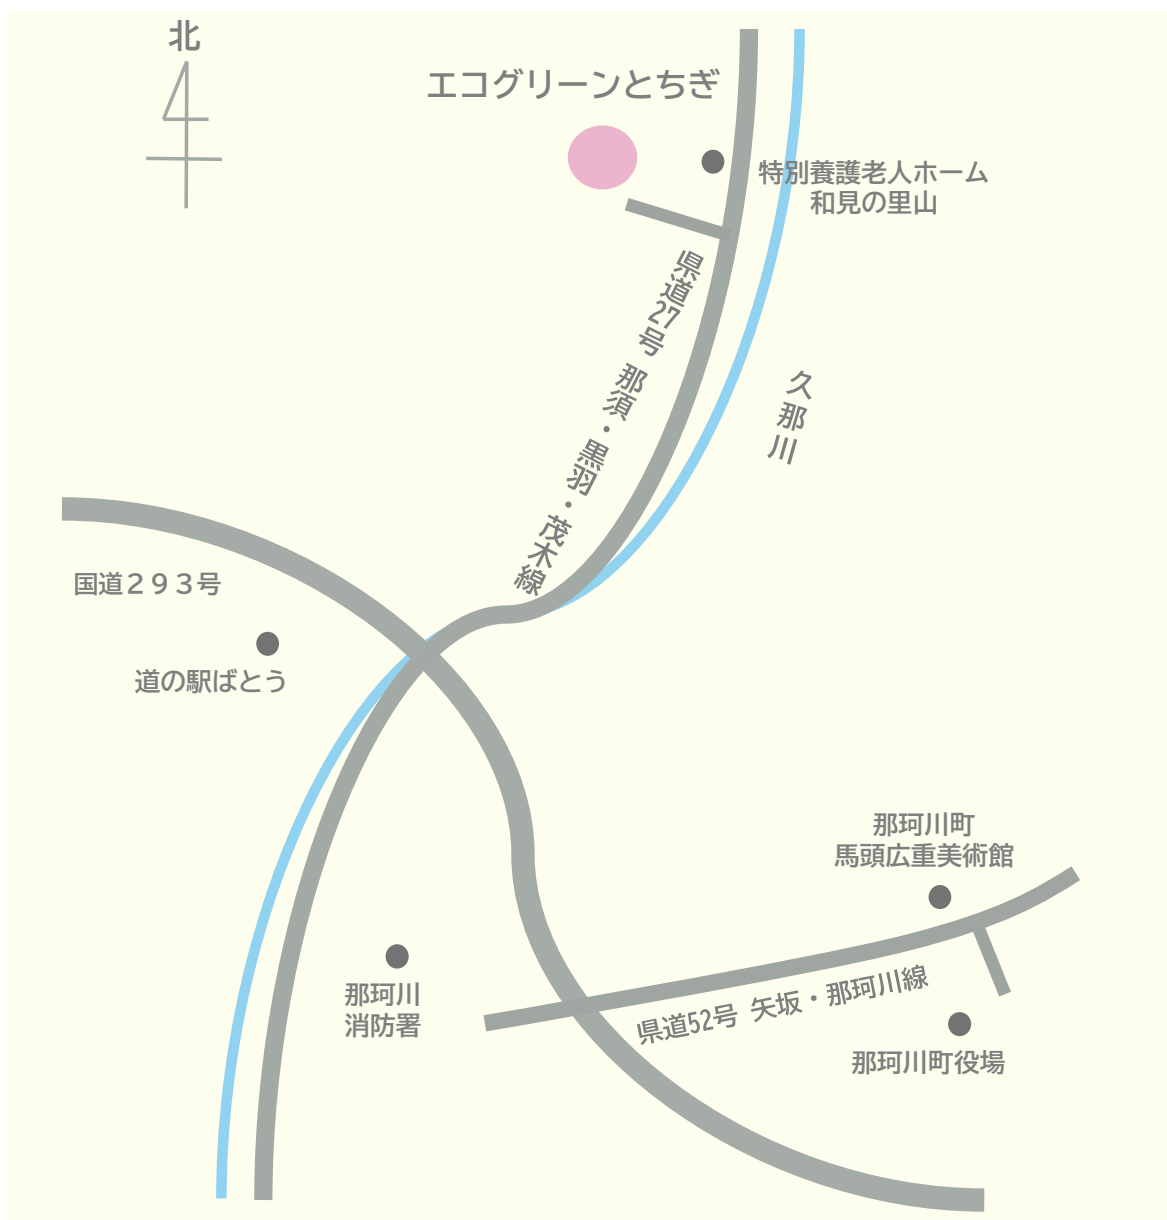 北
エコグリーンとちぎ
特別養護老人ホーム
和見の里山
県道27号 那須・黒羽・茂木線
久那川
国道２９３号
道の駅ばとう
那珂川町
馬頭広重美術館
那珂川
消防署
県道52号 矢坂・那珂川線
那珂川町役場